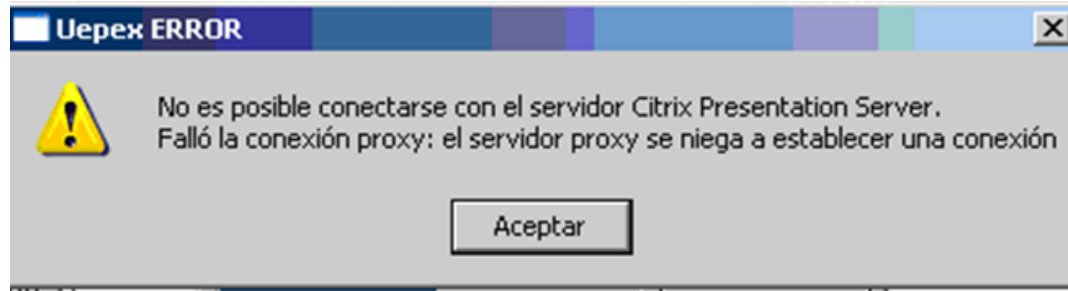 Uepex ERROR
No es posible conectarse con el servidor Citrix Presentation Server.
Falló la conexión proxy: el servidor proxy se niega a establecer una conexión
Aceptar